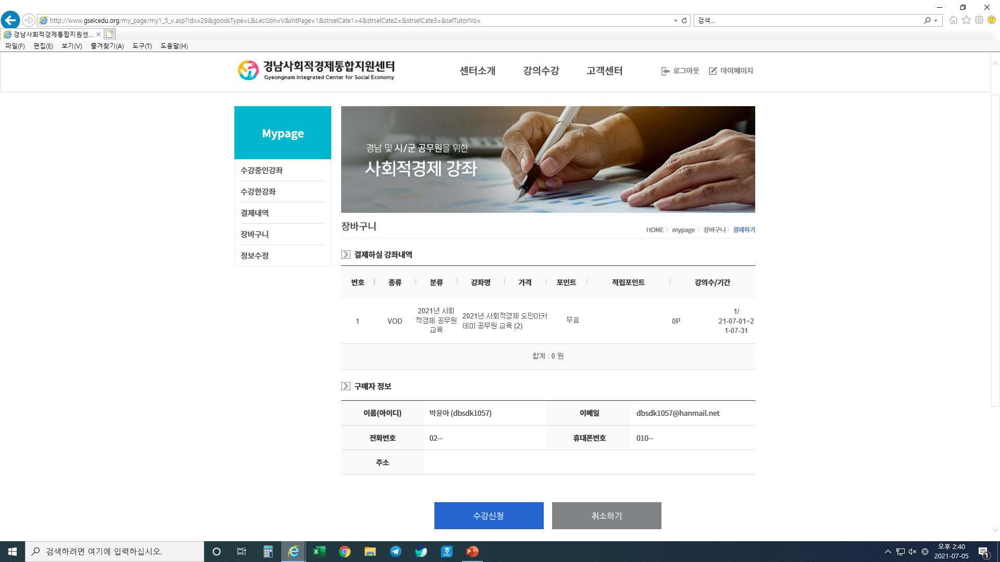 http://www.gseicedu.org/my_page/my1_5_v.asp?Idx=28&goodsType=L&LecGbn=V&intPage=1&strselCate1=4&strselCate2=&strselCate3=&selTutorNo=
검색...
경남사회적경제통합지원센...
파일(F) 편집(E) 보기(V) 즐겨찾기(A) 도구(T) 도움말(H)
경남사회적경제통합지원센터
Gyeongnam Integrated Center for Social Economy
센터소개 강의수강 고객센터 로그아웃 마이페이지
Mypage
수강중인강좌
수강한강좌
결제내역
장바구니
정보수정
경남 및 시/군 공무원을 위한
사회적경제 강좌
장바구니
HOME > mypage > 장바구니 > 결제하기
결제하실 강좌내역
번호 종류 분류 강좌명 가격 포인트 적립포인트 강의수/기간
1 VOD
2021년 사회
적경제 공무원
교육
2021년 사회적경제 도민아카
데미 공무원 교육 (2)
무료
0P
1/
21-07-01~2
1-07-31
합계 : 0 원
구매자 정보
이름(아이디) 박윤아 (dbsdk1057) 이메일 dbsdk1057@hanmail.net
전화번호 02-- 휴대폰번호 010--
주소
수강신청 취소하기
검색하려면 여기에 입력하십시오.
호
오후 2:40
2021-07-05
1